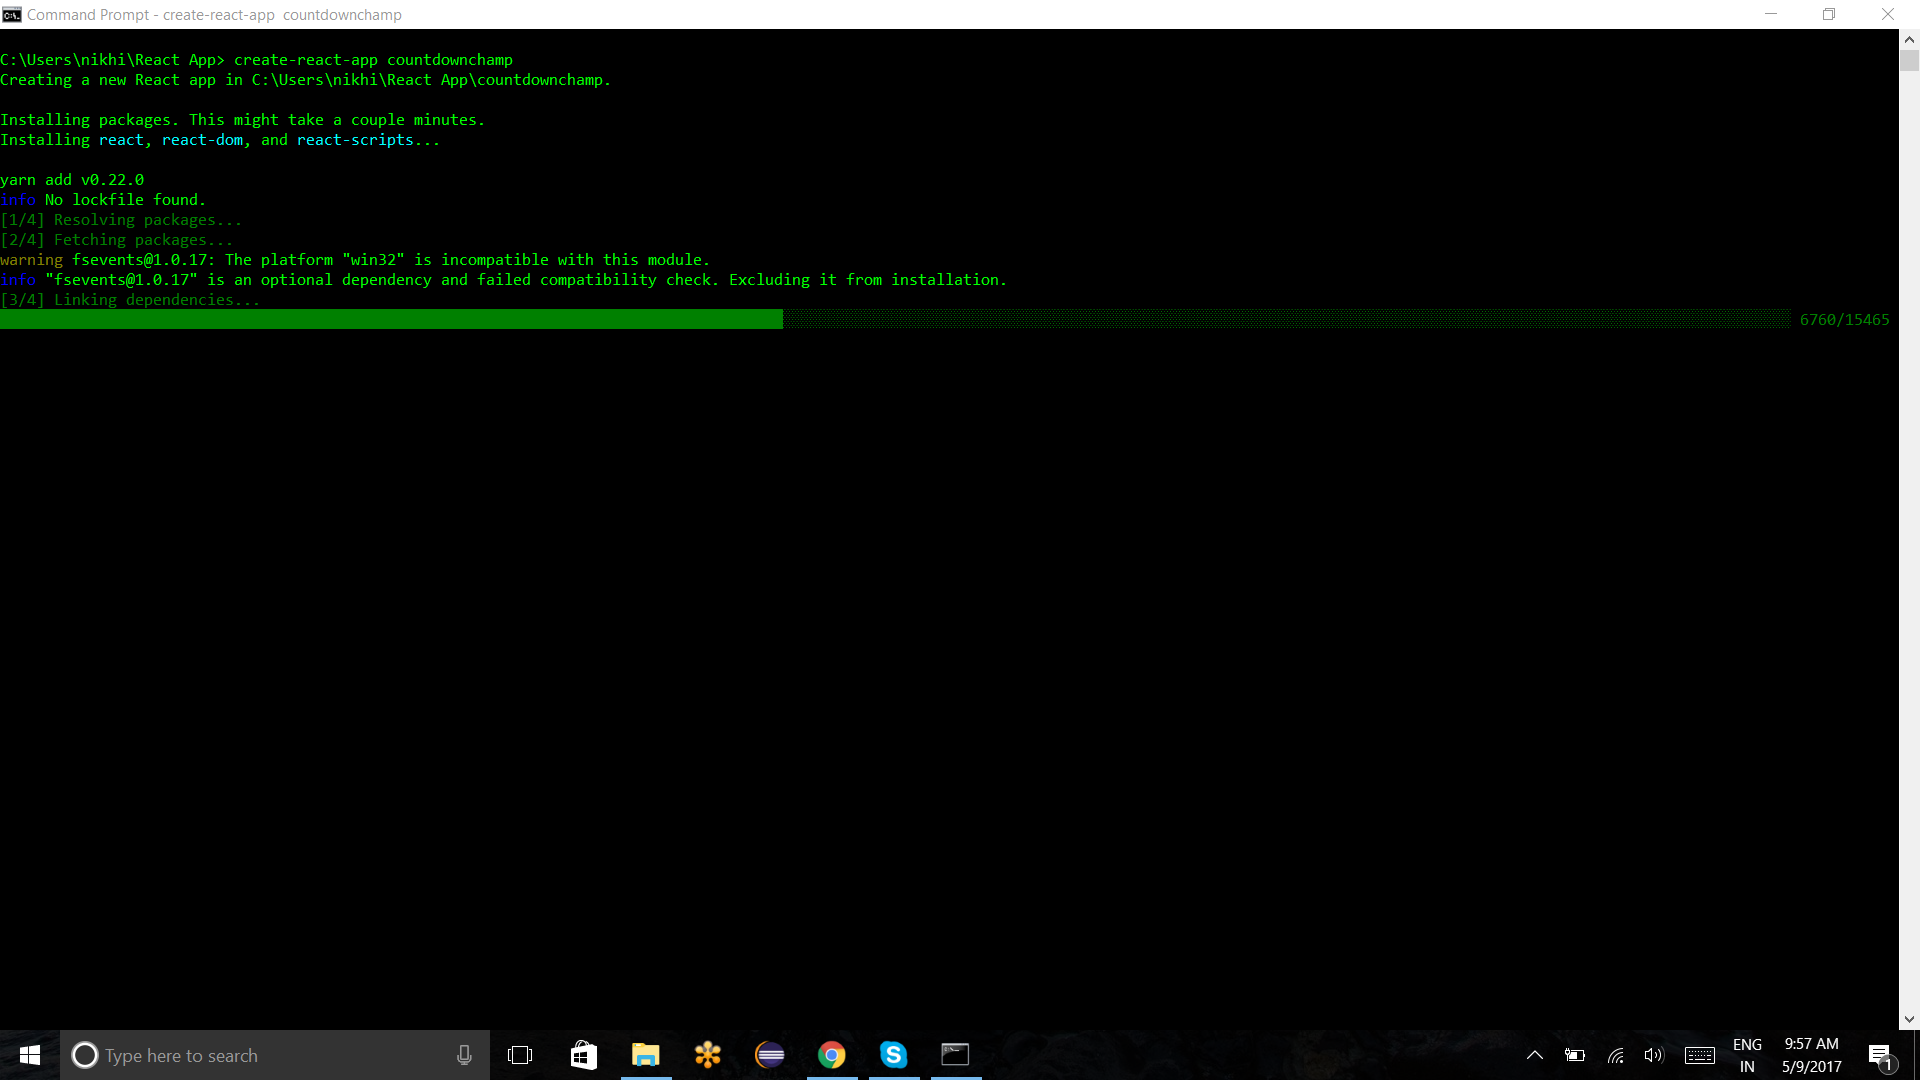 Command Prompt - create-react-app  countdownchamp
C:\Users\nikhi\React App> create-react-app countdownchamp
Creating a new React app in C:\Users\nikhi\React App\countdownchamp.
Installing packages. This might take a couple minutes.
Installing react, react-dom, and react-scripts...
yarn add v0.22.0
info No lockfile found.
[1/4] Resolving packages...
[2/4] Fetching packages...
warning fsevents@1.0.17: The platform "win32" is incompatible with this module.
info "fsevents@1.0.17" is an optional dependency and failed compatibility check. Excluding it from installation.
[3/4] Linking dependencies...
6760/15465
Type here to search
ENG
IN
9:57 AM
5/9/2017
1